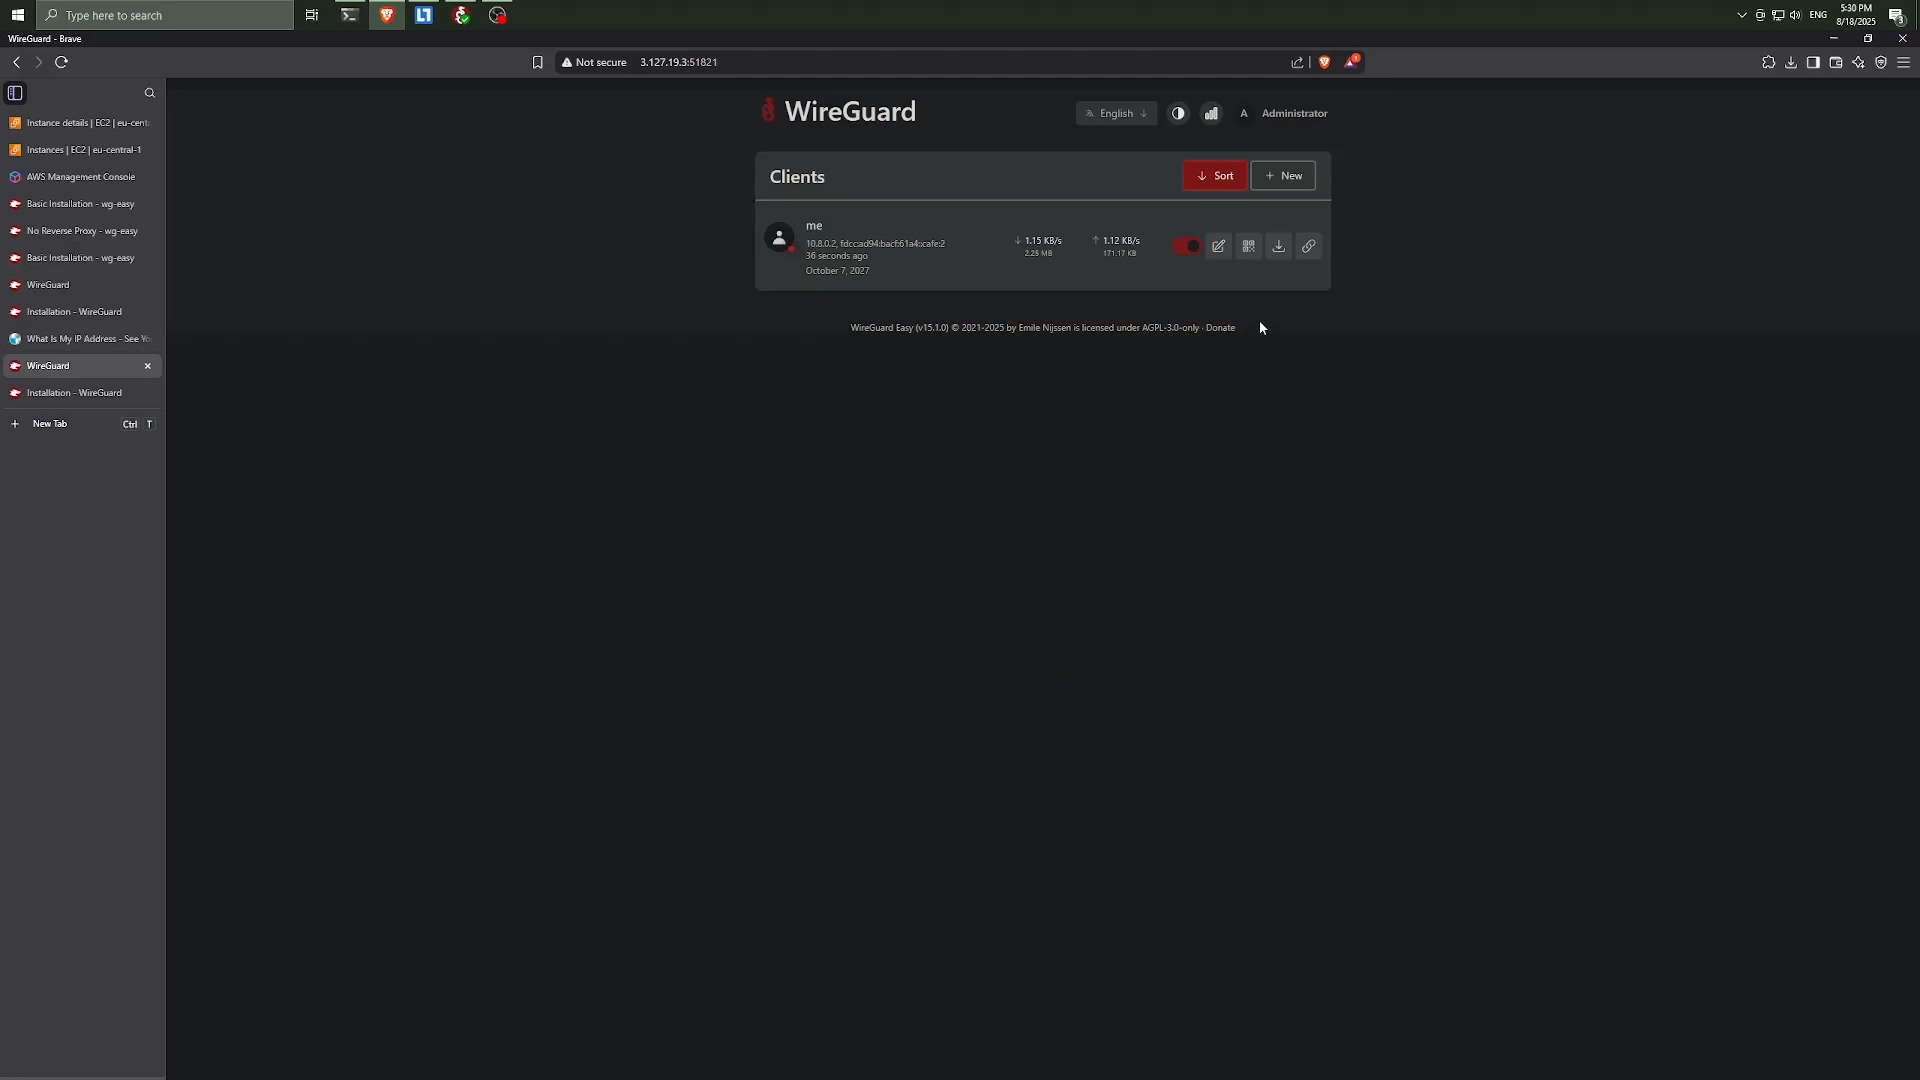 Type here to search
ENG
5:30 PM
8/18/2025
3
WireGuard - Brave
Not secure
3.127.19.3:51821
1
Instance details | EC2 | eu-cent
Instances | EC2 | eu-central-1
AWS Management Console
Basic Installation - wg-easy
No Reverse Proxy - wg-easy
Basic Installation - wg-easy
WireGuard
Installation - WireGuard
What Is My IP Address - See Yo
WireGuard
Installation - WireGuard
New Tab
Ctrl T
WireGuard
English
A Administrator
Clients
Sort
New
me
10.8.0.2, fdcc:ad94:bacf:61a4::cafe:2
36 seconds ago
October 7, 2027
1.15 KB/s
2.25 MB
1.12 KB/s
171.17 KB
WireGuard Easy (v15.1.0) © 2021-2025 by Emile Nijssen is licensed under AGPL-3.0-only · Donate